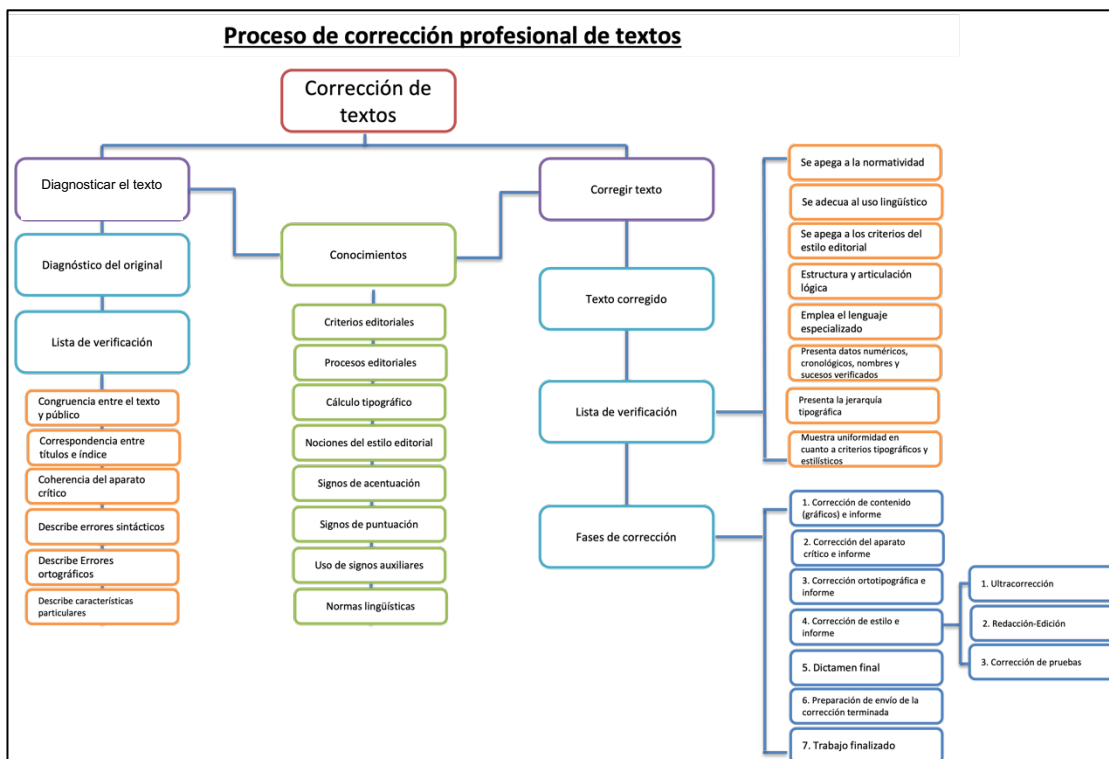 Proceso de corrección profesional de textos
Corrección de
textos
Diagnosticar el texto
Diagnóstico del original
Lista de verificación
Congruencia entre el texto
y público
Correspondencia entre
títulos e índice
Coherencia del aparato
crítico
Describe errores sintácticos
Describe Errores
ortográficos
Describe características
particulares
Conocimientos
Criterios editoriales
Procesos editoriales
Cálculo tipográfico
Nociones del estilo editorial
Signos de acentuación
Signos de puntuación
Uso de signos auxiliares
Normas lingüísticas
Corregir texto
Texto corregido
Lista de verificación
Fases de corrección
Se apega a la normatividad
Se adecua al uso lingüístico
Se apega a los criterios del
estilo editorial
Estructura y articulación
lógica
Emplea el lenguaje
especializado
Presenta datos numéricos,
cronológicos, nombres y
sucesos verificados
Presenta la jerarquía
tipográfica
Muestra uniformidad en
cuanto a criterios tipográficos y
estilísticos
1. Corrección de contenido
(gráficos) e informe
2. Corrección del aparato
crítico e informe
3. Corrección ortotipográfica e
informe
4. Corrección de estilo e
informe
5. Dictamen final
6. Preparación de envío de la
corrección terminada
7. Trabajo finalizado
1. Ultracorrección
2. Redacción-Edición
3. Corrección de pruebas